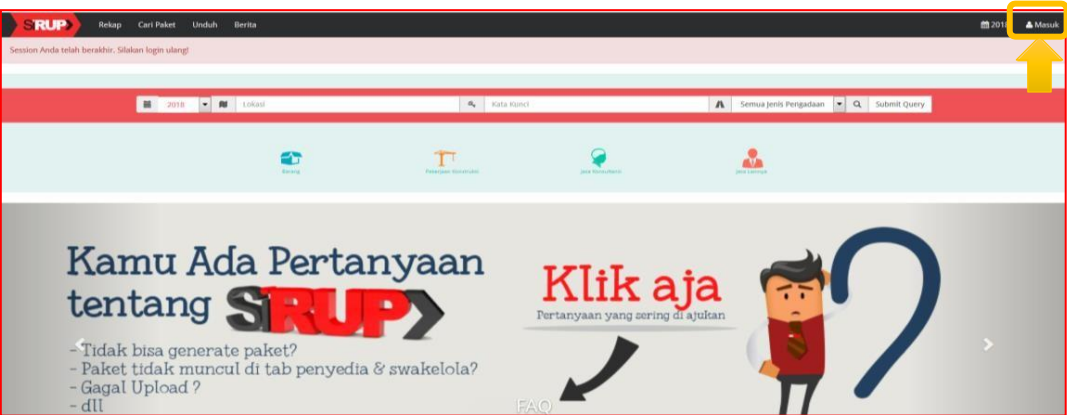 SiRUP Rekap Cari Paket Unduh Berita 2018 Masuk
Session Anda telah berakhir. Silakan login ulang!
2018 Lokasi Kata Kunci Semua Jenis Pengadaan Submit Query
Barang Pekerjaan Konstruksi Jasa Konsultansi Jasa Lainnya
Kamu Ada Pertanyaan
tentang SiRUP
- Tidak bisa generate paket?
- Paket tidak muncul di tab penyedia & swakelola?
- Gagal Upload ?
- dll
Klik aja
Pertanyaan yang sering di ajukan
FAQ